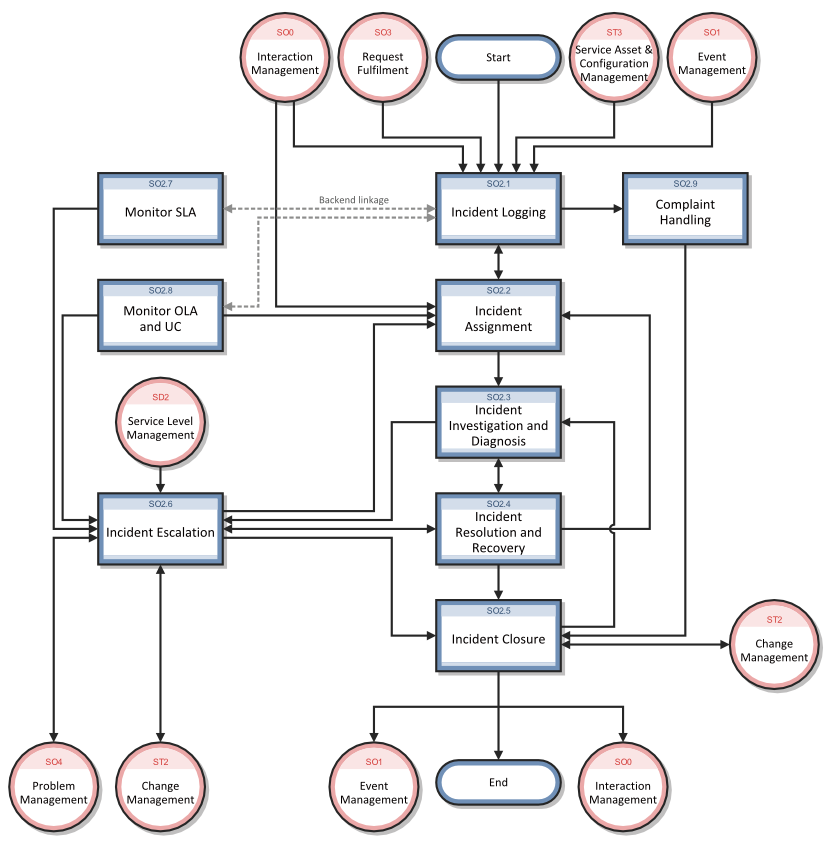 SO0
Interaction
Management
SO3
Request
Fulfilment
Start
ST3
Service Asset &
Configuration
Management
SO1
Event
Management
SO2.7
Monitor SLA
Backend linkage
SO2.1
Incident Logging
SO2.9
Complaint
Handling
SO2.8
Monitor OLA
and UC
SO2.2
Incident
Assignment
SD2
Service Level
Management
SO2.3
Incident
Investigation and
Diagnosis
SO2.6
Incident Escalation
SO2.4
Incident
Resolution and
Recovery
SO2.5
Incident Closure
ST2
Change
Management
SO4
Problem
Management
ST2
Change
Management
SO1
Event
Management
End
SO0
Interaction
Management